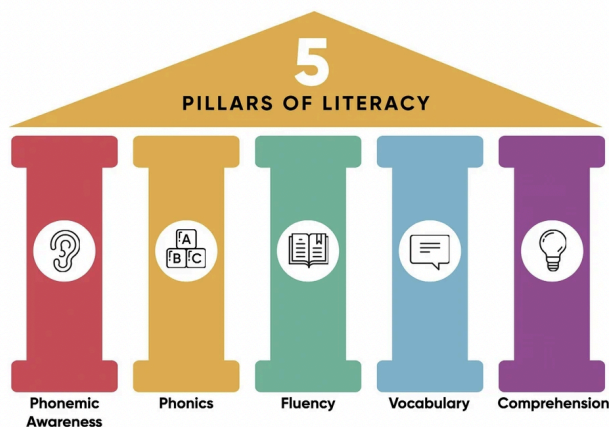 5
PILLARS OF LITERACY
A
B C
Phonemic
Awareness
Phonics
Fluency
Vocabulary
Comprehension